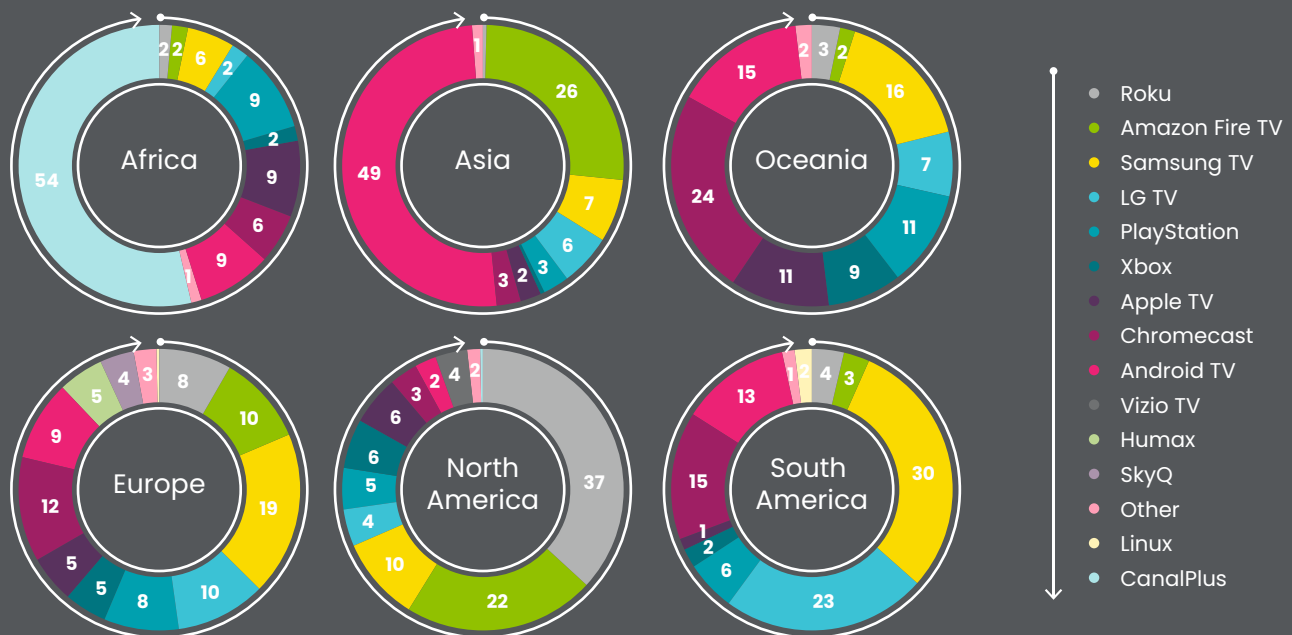 2
2
6
2
9
2
9
6
9
1
54
Africa
26
7
6
3
2
3
49
1
Asia
3
2
16
7
11
9
11
24
15
2
Oceania
8
10
19
10
8
5
5
12
9
5
4
3
Europe
37
22
10
4
5
6
6
3
2
4
2
North
America
4
3
30
23
6
2
1
15
13
1
2
South
America
Roku
Amazon Fire TV
Samsung TV
LG TV
PlayStation
Xbox
Apple TV
Chromecast
Android TV
Vizio TV
Humax
SkyQ
Other
Linux
CanalPlus